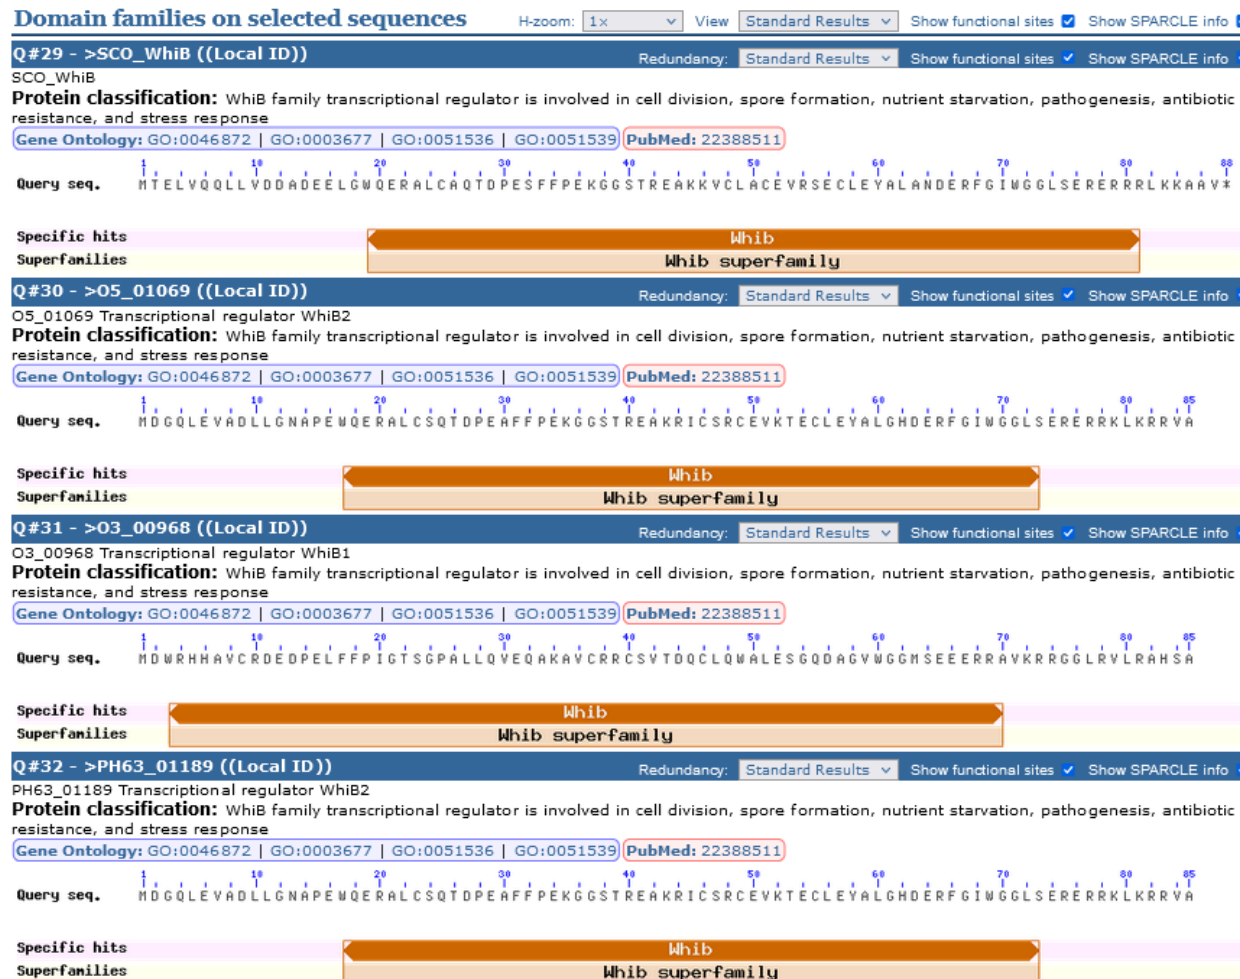 Domain families on selected sequences H-zoom: 1x View Standard Results Show functional sites Show SPARCLE info
Q#29 - >SCO_WhiB ((Local ID)) Redundancy: Standard Results Show functional sites Show SPARCLE info
SCO_WhiB
Protein classification: WhiB family transcriptional regulator is involved in cell division, spore formation, nutrient starvation, pathogenesis, antibiotic
resistance, and stress response
Gene Ontology: GO:0046872 | GO:0003677 | GO:0051536 | GO:0051539 PubMed: 22388511
1 10 20 30 40 50 60 70 80 88
Query seq. MTELVQQLLVDDADEELGWQERALCAQTDPESFFPEKGGSTREAKKVCLACEVRSECLEYALANDERFGIWGGLSERERRRLKKAAV*
Specific hits Whib
Superfamilies Whib superfamily
Q#30 - >O5_01069 ((Local ID)) Redundancy: Standard Results Show functional sites Show SPARCLE info
O5_01069 Transcriptional regulator WhiB2
Protein classification: WhiB family transcriptional regulator is involved in cell division, spore formation, nutrient starvation, pathogenesis, antibiotic
resistance, and stress response
Gene Ontology: GO:0046872 | GO:0003677 | GO:0051536 | GO:0051539 PubMed: 22388511
1 10 20 30 40 50 60 70 80 85
Query seq. MDGQLEVADLLGNAPEWQERALCSQTDPEAFFPEKGGSTREAKRICSRCEVKTECLEYALGHDERFGIWGGLSERERRKLKRRVA
Specific hits Whib
Superfamilies Whib superfamily
Q#31 - >O3_00968 ((Local ID)) Redundancy: Standard Results Show functional sites Show SPARCLE info
O3_00968 Transcriptional regulator WhiB1
Protein classification: WhiB family transcriptional regulator is involved in cell division, spore formation, nutrient starvation, pathogenesis, antibiotic
resistance, and stress response
Gene Ontology: GO:0046872 | GO:0003677 | GO:0051536 | GO:0051539 PubMed: 22388511
1 10 20 30 40 50 60 70 80 85
Query seq. MDWRHHAVCRDEDPELFFPIGTSGPALLQVEQAKAVCRRCSVTDQCLQWALESGQDAGVWGGMSEEERRAVKRRGGLRVLRAHSA
Specific hits Whib
Superfamilies Whib superfamily
Q#32 - >PH63_01189 ((Local ID)) Redundancy: Standard Results Show functional sites Show SPARCLE info
PH63_01189 Transcriptional regulator WhiB2
Protein classification: WhiB family transcriptional regulator is involved in cell division, spore formation, nutrient starvation, pathogenesis, antibiotic
resistance, and stress response
Gene Ontology: GO:0046872 | GO:0003677 | GO:0051536 | GO:0051539 PubMed: 22388511
1 10 20 30 40 50 60 70 80 85
Query seq. MDGQLEVADLLGNAPEWQERALCSQTDPEAFFPEKGGSTREAKRICSRCEVKTECLEYALGHDERFGIWGGLSERERRKLKRRVA
Specific hits Whib
Superfamilies Whib superfamily